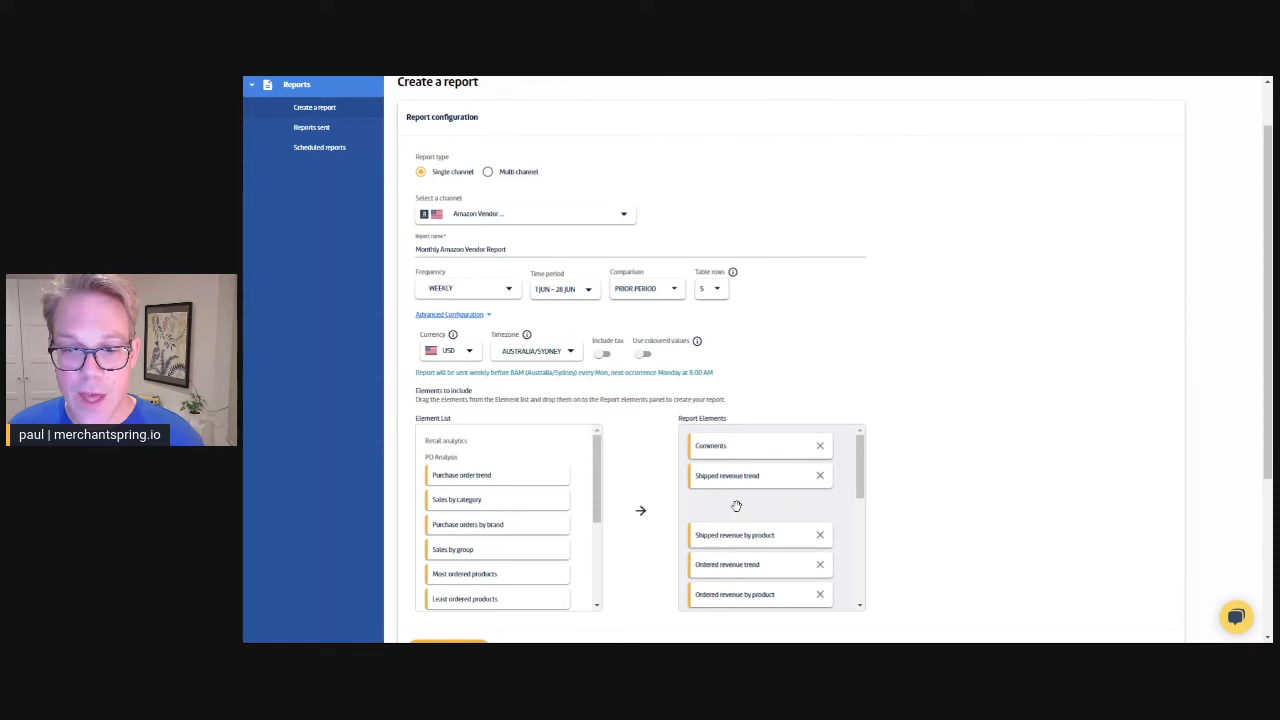 Reports
Create a report
Reports sent
Scheduled reports
Create a report
Report configuration
Report type
Single channel
Multi channel
Select a channel
Amazon Vendor ...
Report name *
Monthly Amazon Vendor Report
Frequency
Time period
Comparison
Table rows
WEEKLY
1 JUN - 28 JUN
PRIOR PERIOD
5
Advanced Configuration
Currency
Timezone
Include tax
Use coloured values
USD
AUSTRALIA/SYDNEY
Report will be sent weekly before 8AM (Australia/Sydney) every Mon, next occurrence Monday at 8:00 AM
Elements to include
Drag the elements from the Element list and drop them on to the Report elements panel to create your report.
Element List
Report Elements
Retail analytics
PO Analysis
Purchase order trend
Sales by category
Purchase orders by brand
Sales by group
Most ordered products
Least ordered products
Comments
Shipped revenue trend
Shipped revenue by product
Ordered revenue trend
Ordered revenue by product
paul | merchantspring.io